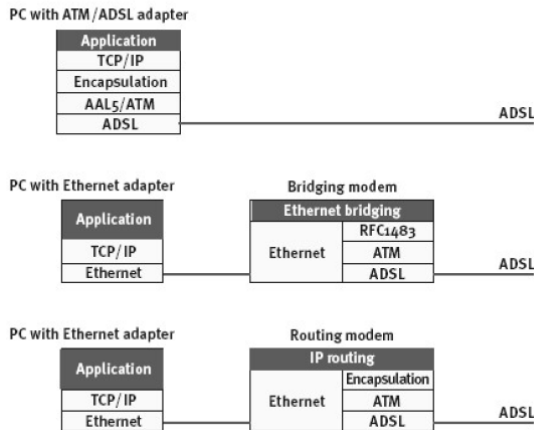 PC with ATM/ADSL adapter
Application
TCP/IP
Encapsulation
AAL5/ATM
ADSL
ADSL
PC with Ethernet adapter
Bridging modem
Application
TCP/IP
Ethernet
Ethernet bridging
Ethernet
RFC1483
ATM
ADSL
ADSL
PC with Ethernet adapter
Routing modem
Application
TCP/IP
Ethernet
IP routing
Ethernet
Encapsulation
ATM
ADSL
ADSL